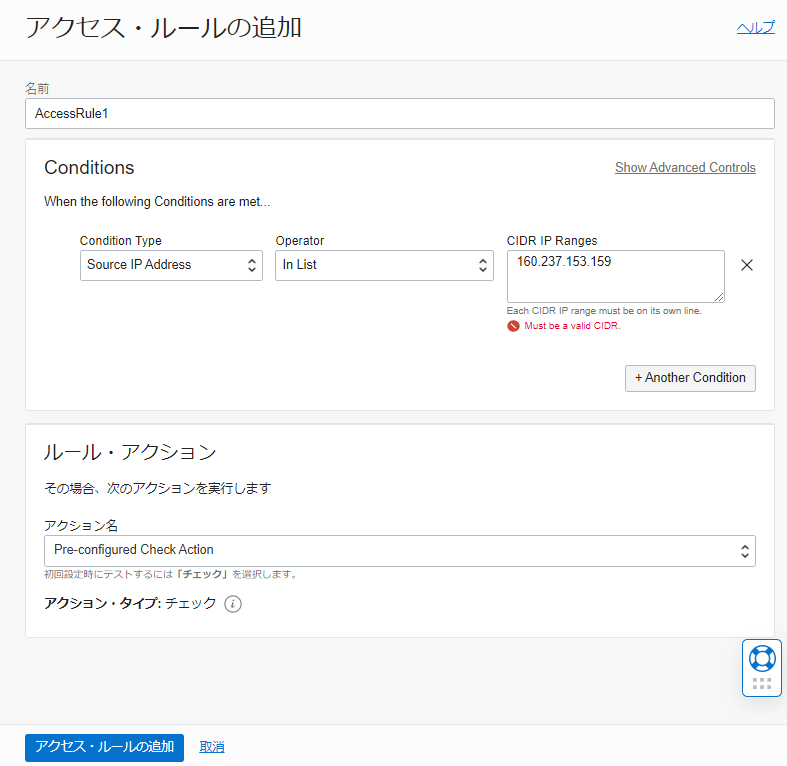 アクセス・ルールの追加
ヘルプ
名前
AccessRule1
Conditions
Show Advanced Controls
When the following Conditions are met...
Condition Type
Operator
CIDR IP Ranges
Source IP Address
In List
160.237.153.159
Each CIDR IP range must be on its own line.
Must be a valid CIDR.
+ Another Condition
ルール・アクション
その場合、次のアクションを実行します
アクション名
Pre-configured Check Action
初回設定時にテストするには「チェック」を選択します。
アクション・タイプ: チェック
アクセス・ルールの追加
取消